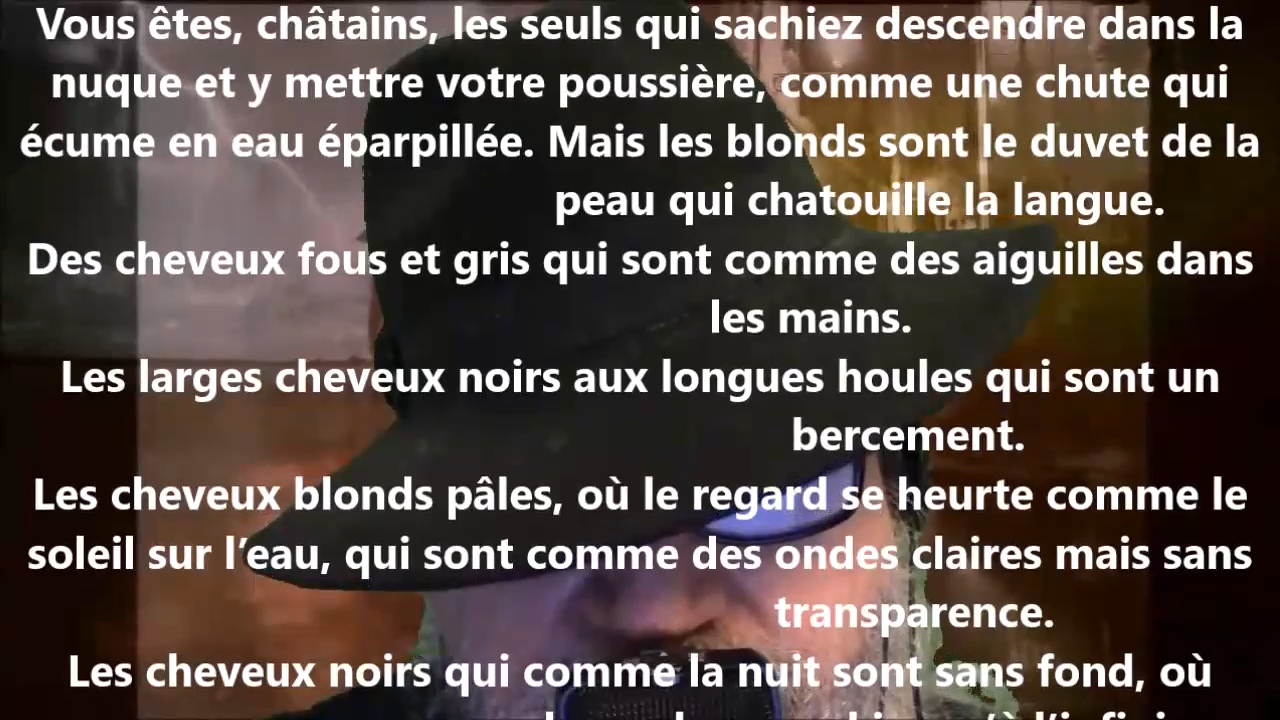 Vous êtes, châtains, les seuls qui sachiez descendre dans la
nuque et y mettre votre poussière, comme une chute qui
écume en eau éparpillée. Mais les blonds sont le duvet de la
peau qui chatouille la langue.
Des cheveux fous et gris qui sont comme des aiguilles dans
les mains.
Les larges cheveux noirs aux longues houles qui sont un
bercement.
Les cheveux blonds pâles, où le regard se heurte comme le
soleil sur l’eau, qui sont comme des ondes claires mais sans
transparence.
Les cheveux noirs qui comme la nuit sont sans fond, où